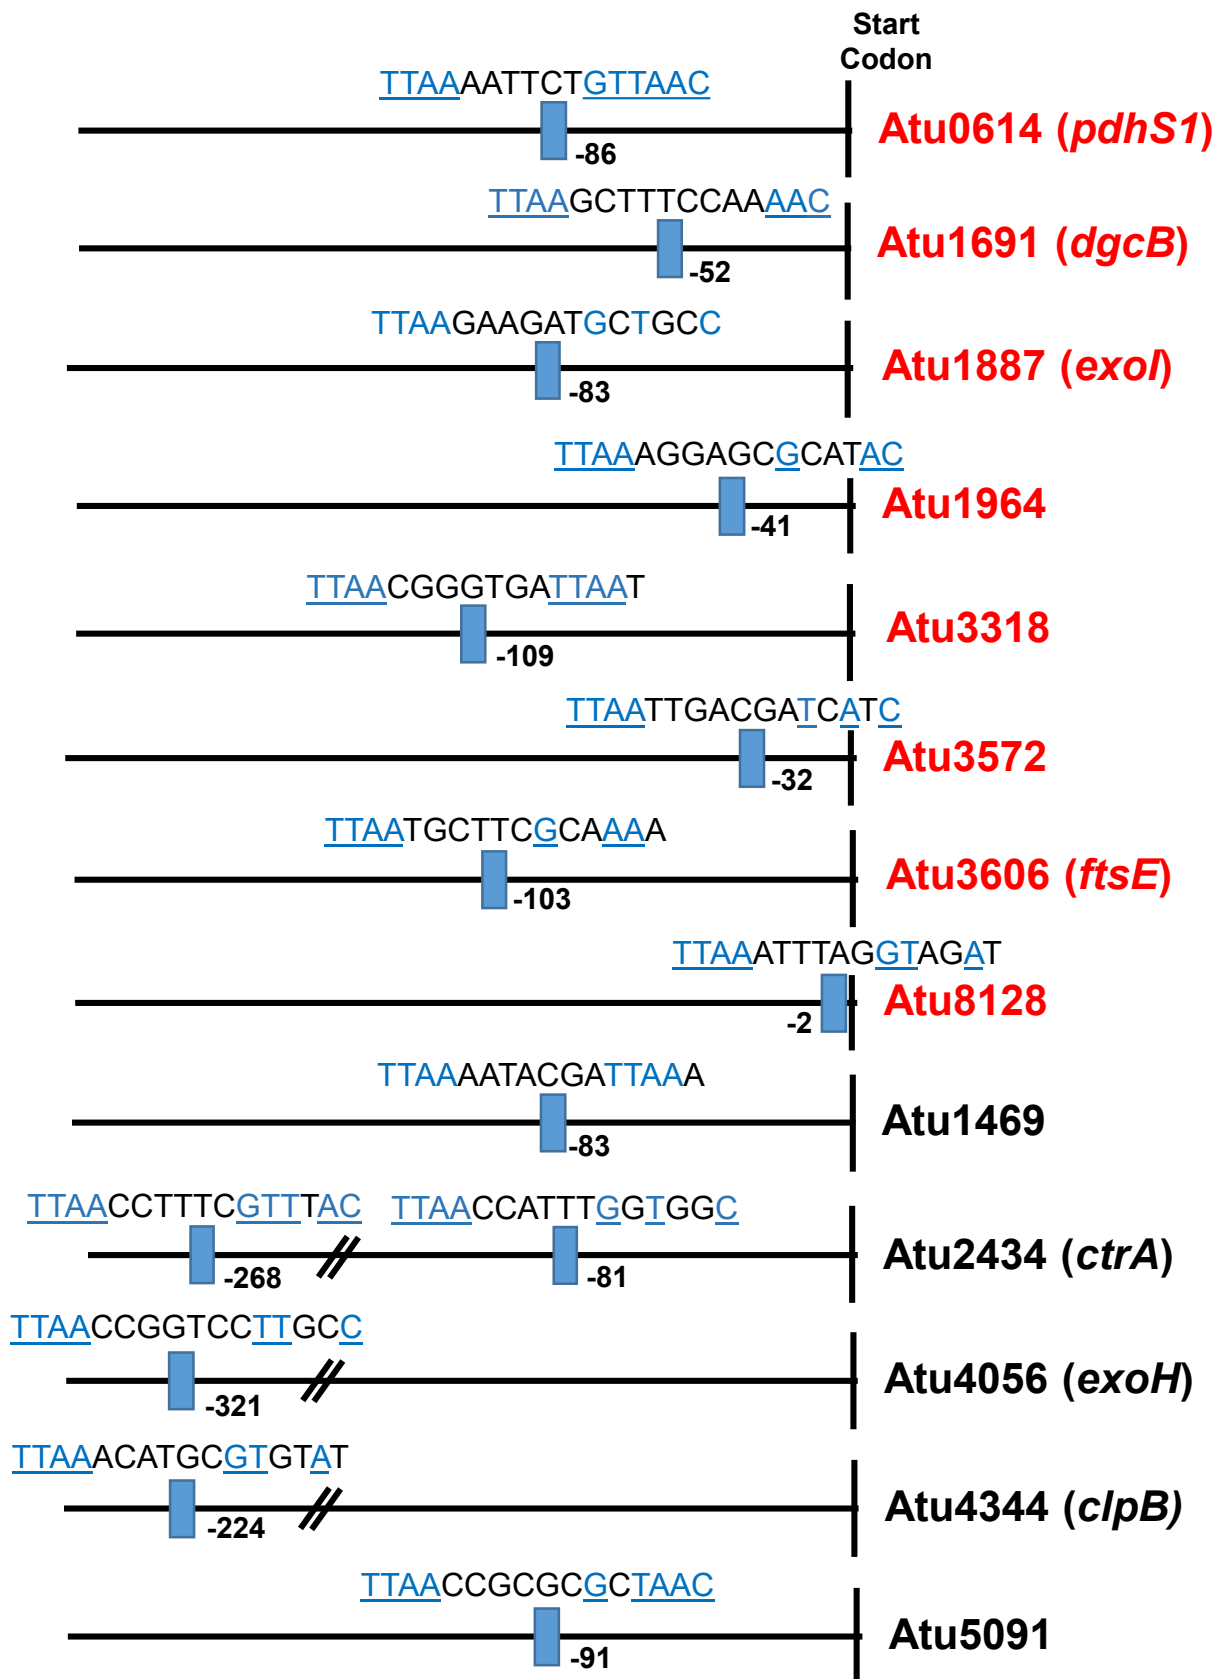 Start
Codon
TTAAAATTCTGTTAAC
Atu0614 (pdhS1)
-86
TTAAGCTTTCCAAAAC
Atu1691 (dgcB)
-52
TTAAGAAGATGCTGCC
Atu1887 (exoI)
-83
TTAAAGGAGCGCATAC
Atu1964
-41
TTAACGGGTGATTAAT
Atu3318
-109
TTAATTGACGATCATC
Atu3572
-32
TTAATGCTTCGCAAAA
Atu3606 (ftsE)
-103
TTAAATTTAGGTAGAT
Atu8128
-2
TTAAAATACGATTAAA
Atu1469
-83
TTAACCTTTCGTTTAC TTAACCATTTGGTGGC
Atu2434 (ctrA)
-268 -81
TTAACCGGTCCTTGCC
Atu4056 (exoH)
-321
TTAAACATGCGTGTAT
Atu4344 (clpB)
-224
TTAACCGCGCGCTAAC
Atu5091
-91